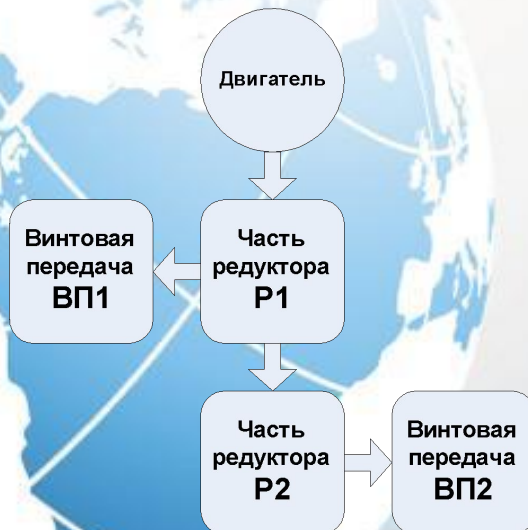 Двигатель
Винтовая
передача
ВП1
Часть
редуктора
Р1
Часть
редуктора
Р2
Винтовая
передача
ВП2